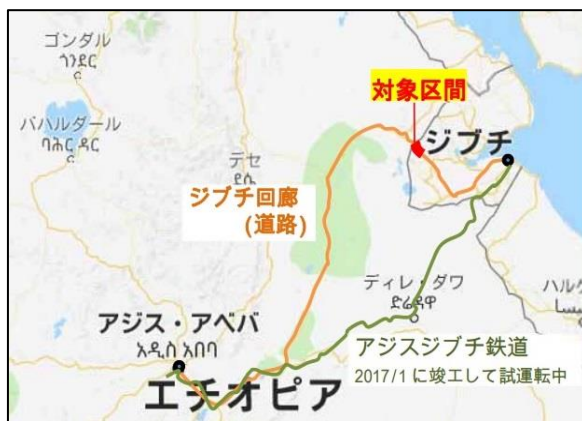 ゴンダル
ጎንደር
バハルダール
ባሕር ዳር
デセ
ደሴ
対象区間
ジブチ
ジブチ回廊
(道路)
ディレ・ダワ
ድሬዳዋ
ハルゲ
アジス・アベバ
አዲስ አበባ
エチオピア
アジスジブチ鉄道
2017/1 に竣工して試運転中